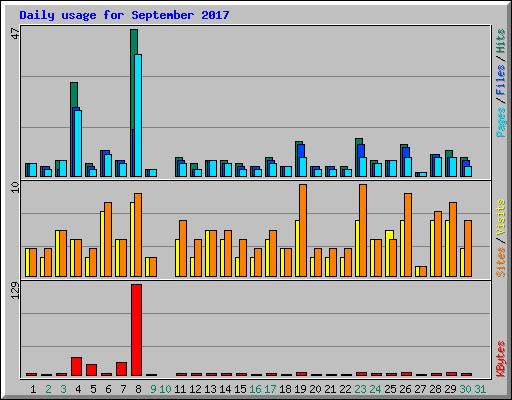 Daily usage for September 2017
47
Pages / Files / Hits
10
Sites / Visits
129
KBytes
1 2 3 4 5 6 7 8 9 10 11 12 13 14 15 16 17 18 19 20 21 22 23 24 25 26 27 28 29 30 31